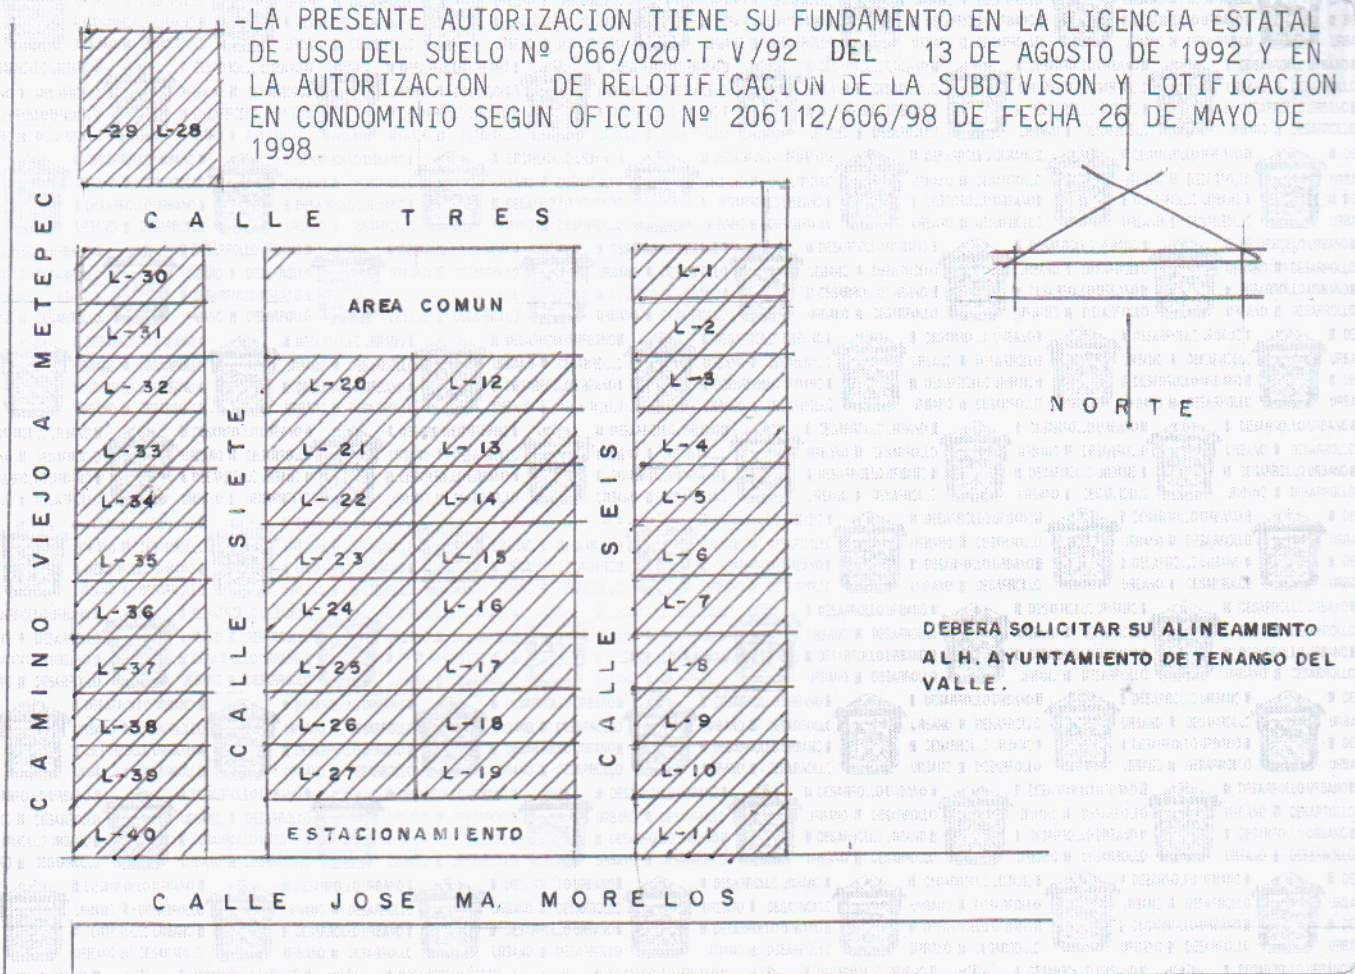 -LA PRESENTE AUTORIZACION TIENE SU FUNDAMENTO EN LA LICENCIA ESTATAL
DE USO DEL SUELO Nº 066/020 T V/92 DEL 13 DE AGOSTO DE 1992 Y EN
LA AUTORIZACION DE RECTIFICACION DE LA SUBDIVISON Y LOTIFICACION
EN CONDOMINIO SEGUN OFICIO Nº 206112/606/98 DE FECHA 26 DE MAYO DE
1998
L-29 L-28
CALLE TRES
CAMINO VIEJO A METEPEC
L-30
L-31
L-32
L-33
L-34
L-35
L-36
L-37
L-38
L-39
L-40
CALLE SIETE
AREA COMUN
L-20 L-12
L-21 L-13
L-22 L-14
L-23 L-15
L-24 L-16
L-25 L-17
L-26 L-18
L-27 L-19
ESTACIONAMIENTO
CALLE SEIS
L-1
L-2
L-3
L-4
L-5
L-6
L-7
L-8
L-9
L-10
L-11
NORTE
DEBERA SOLICITAR SU ALINEAMIENTO
AL H. AYUNTAMIENTO DE TENANGO DEL
VALLE.
CALLE JOSE MA. MORELOS